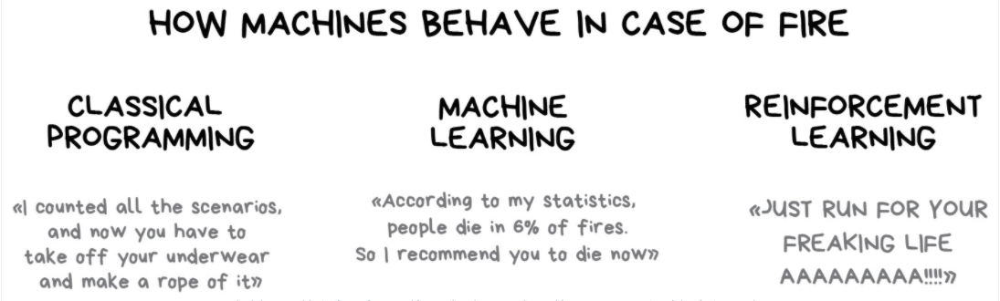 HOW MACHINES BEHAVE IN CASE OF FIRE
CLASSICAL
PROGRAMMING
«I counted all the scenarios,
and now you have to
take off your underwear
and make a rope of it»
MACHINE
LEARNING
«According to my statistics,
people die in 6% of fires.
So I recommend you to die now»
REINFORCEMENT
LEARNING
«JUST RUN FOR YOUR
FREAKING LIFE
AAAAAAAAA!!!!»